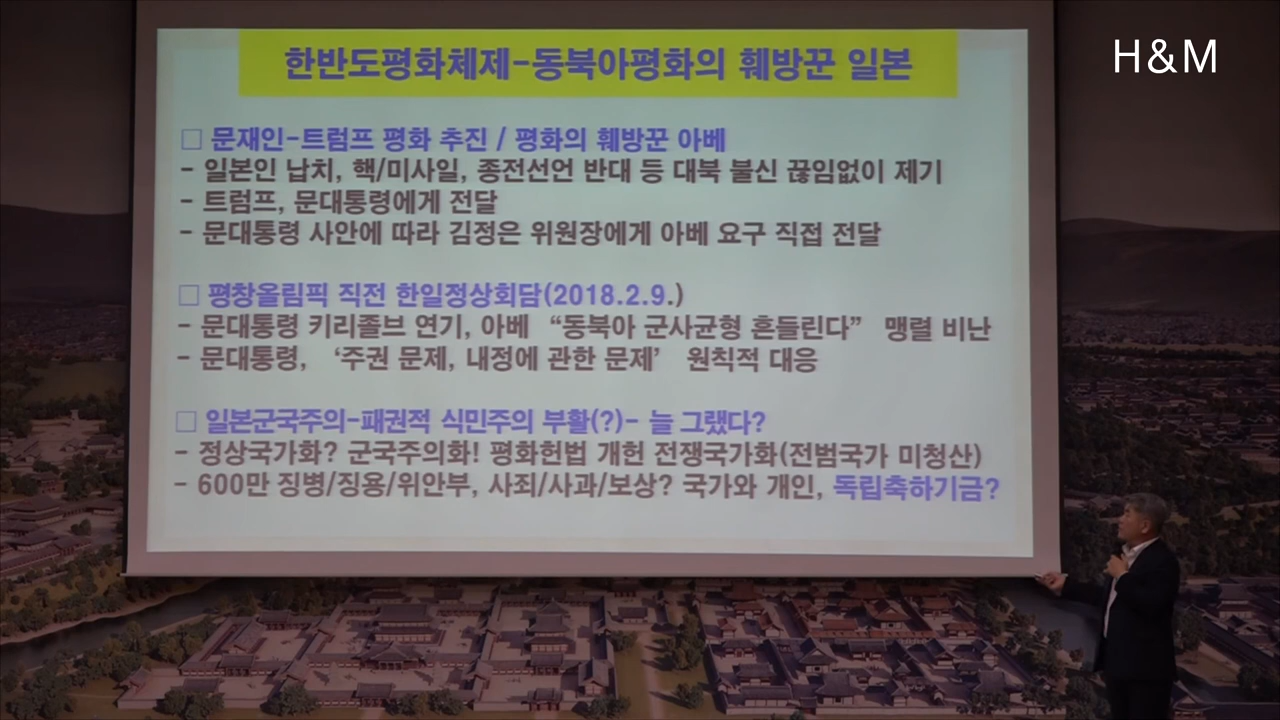 한반도평화체제-동북아평화의 훼방꾼 일본
H&M
□ 문재인-트럼프 평화 추진 / 평화의 훼방꾼 아베
- 일본인 납치, 핵/미사일, 종전선언 반대 등 대북 불신 끊임없이 제기
- 트럼프, 문대통령에게 전달
- 문대통령 사안에 따라 김정은 위원장에게 아베 요구 직접 전달
□ 평창올림픽 직전 한일정상회담(2018.2.9.)
- 문대통령 키리졸브 연기, 아베 “동북아 군사균형 흔들린다” 맹렬 비난
- 문대통령, ‘주권 문제, 내정에 관한 문제’ 원칙적 대응
□ 일본군국주의-패권적 식민주의 부활(?)- 늘 그랬다?
- 정상국가화? 군국주의화! 평화헌법 개헌 전쟁국가화(전범국가 미청산)
- 600만 징병/징용/위안부, 사죄/사과/보상? 국가와 개인, 독립축하기금?